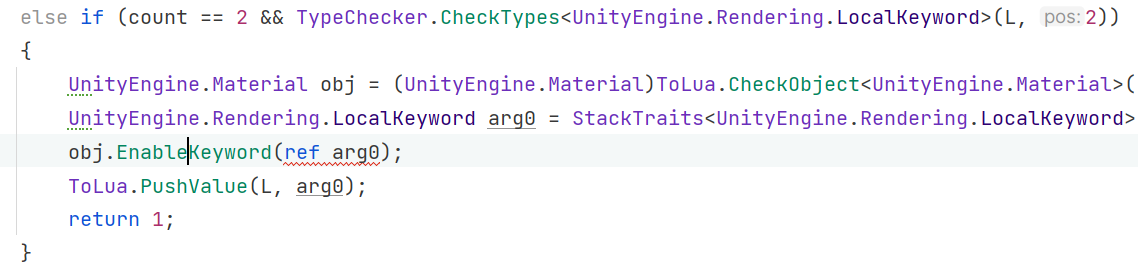 else if (count == 2 && TypeChecker.CheckTypes<UnityEngine.Rendering.LocalKeyword>(L, pos: 2))
{
UnityEngine.Material obj = (UnityEngine.Material)ToLua.CheckObject<UnityEngine.Material>(
UnityEngine.Rendering.LocalKeyword arg0 = StackTraits<UnityEngine.Rendering.LocalKeyword>
obj.EnableKeyword(ref arg0);
ToLua.PushValue(L, arg0);
return 1;
}